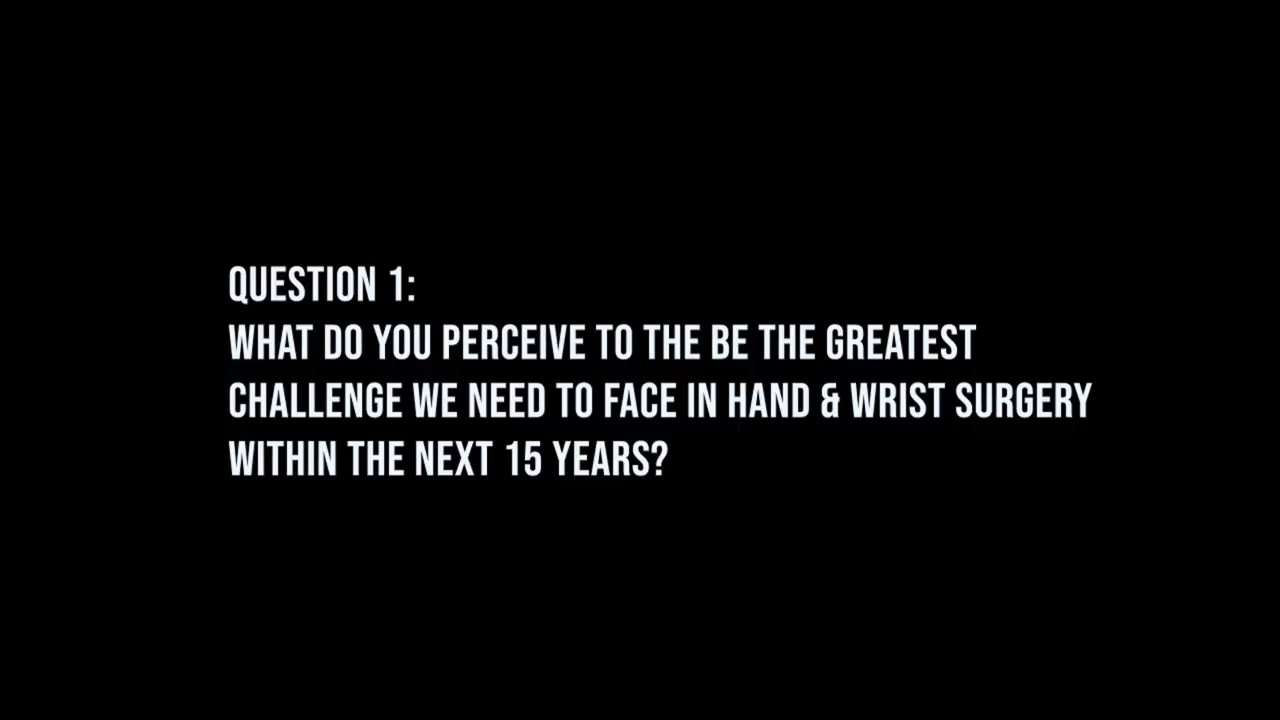 QUESTION 1:
WHAT DO YOU PERCEIVE TO THE BE THE GREATEST
CHALLENGE WE NEED TO FACE IN HAND & WRIST SURGERY
WITHIN THE NEXT 15 YEARS?